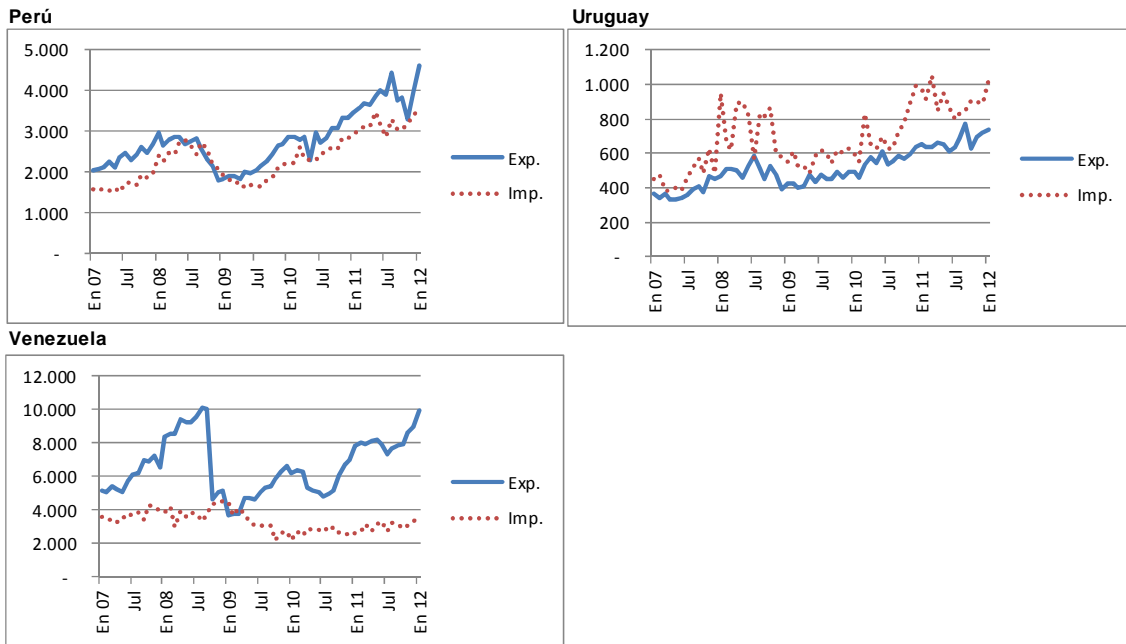 Perú
5.000
4.000
3.000
2.000
1.000
-
En 07
Jul
En 08
Jul
En 09
Jul
En 10
Jul
En 11
Jul
En 12
Exp.
Imp.
Uruguay
1.200
1.000
800
600
400
200
-
En 07
Jul
En 08
Jul
En 09
Jul
En 10
Jul
En 11
Jul
En 12
Exp.
Imp.
Venezuela
12.000
10.000
8.000
6.000
4.000
2.000
-
En 07
Jul
En 08
Jul
En 09
Jul
En 10
Jul
En 11
Jul
En 12
Exp.
Imp.